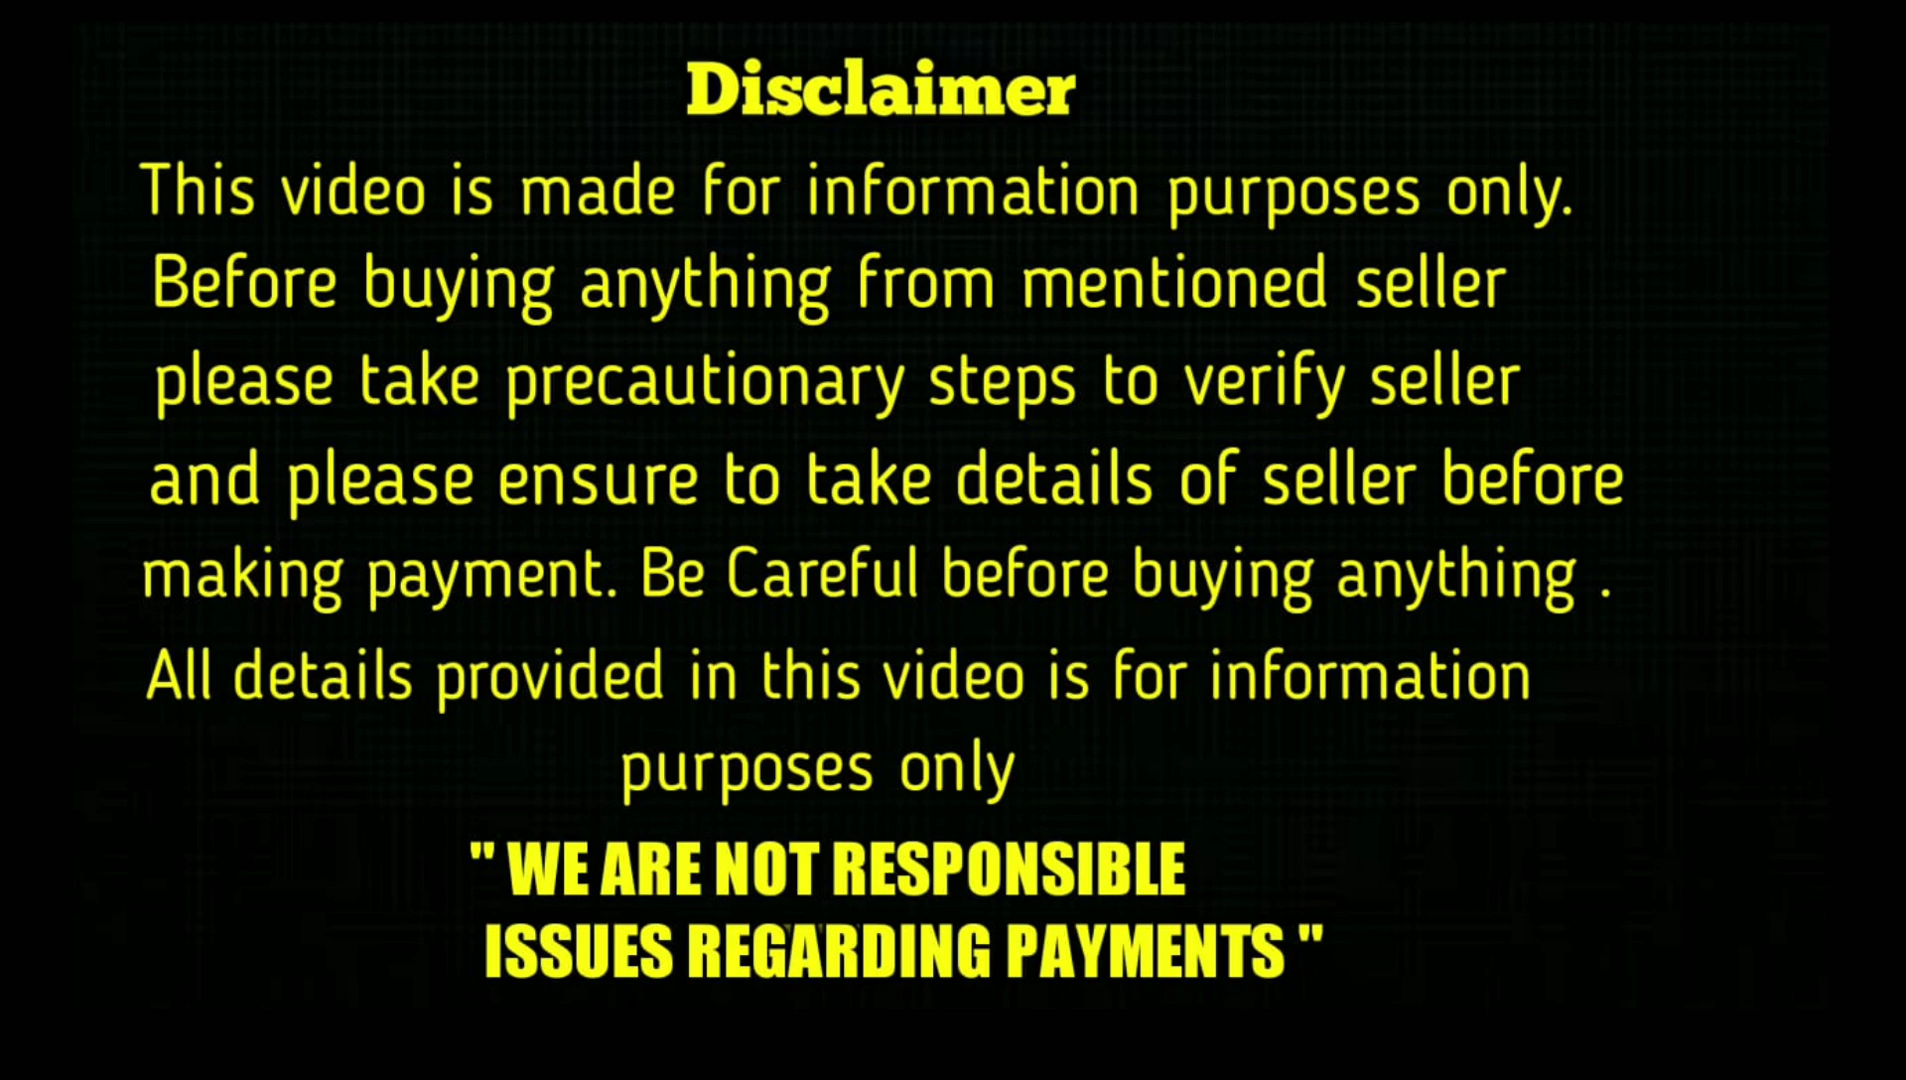 Disclaimer
This video is made for information purposes only.
Before buying anything from mentioned seller
please take precautionary steps to verify seller
and please ensure to take details of seller before
making payment. Be Careful before buying anything .
All details provided in this video is for information
purposes only
" WE ARE NOT RESPONSIBLE
ISSUES REGARDING PAYMENTS "